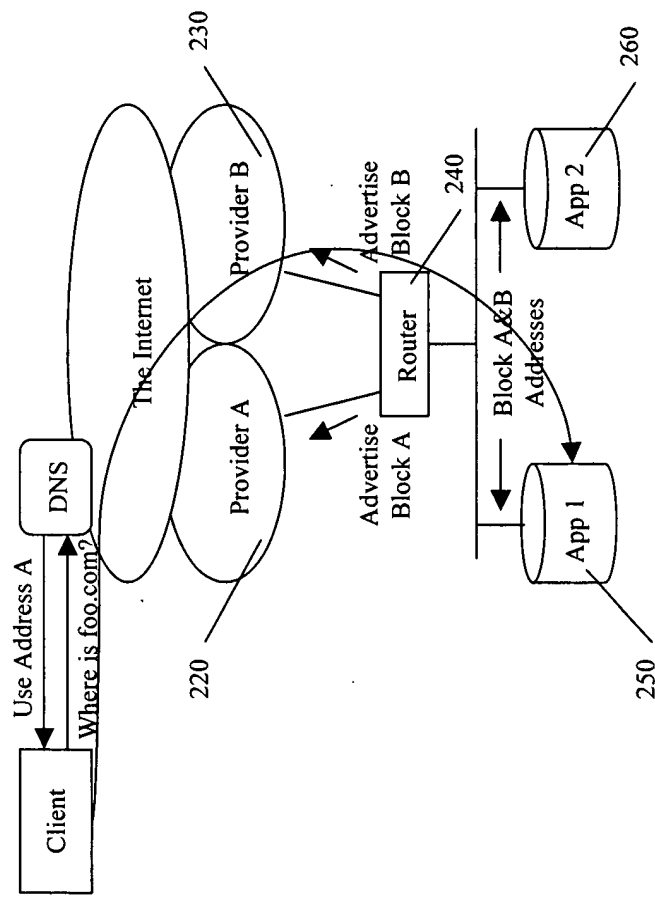 Client
Use Address A
Where is foo.com?
DNS
The Internet
Provider A
Provider B
220
230
Advertise
Block A
Advertise
Block B
Router
240
Block A&B
Addresses
App 1
App 2
250
260